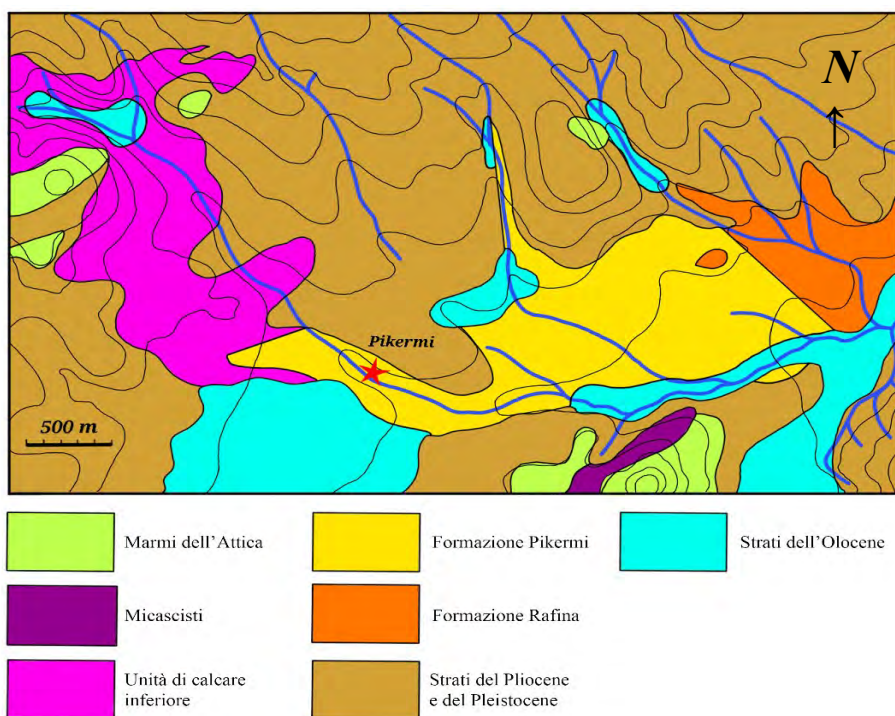 N
Pikermi
500 m
Marmi dell'Attica
Formazione Pikermi
Strati dell'Olocene
Micascisti
Formazione Rafina
Unità di calcare
inferiore
Strati del Pliocene
e del Pleistocene